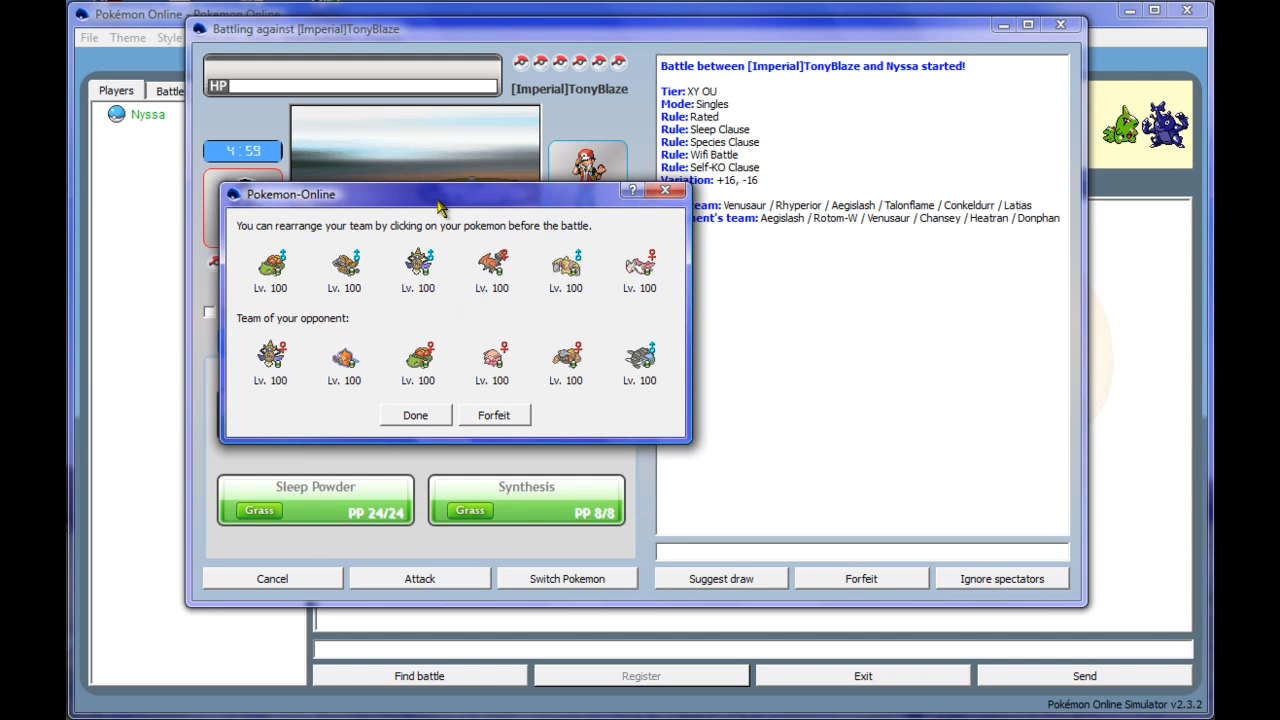 Pokémon Online - Pokemon Online
File Theme Style
Battling against [Imperial]TonyBlaze
Players Battle
Nyssa
HP
[Imperial]TonyBlaze
4:59
Battle between [Imperial]TonyBlaze and Nyssa started!
Tier: XY OU
Mode: Singles
Rule: Rated
Rule: Sleep Clause
Rule: Species Clause
Rule: Wifi Battle
Rule: Self-KO Clause
Variation: +16, -16
eam: Venusaur / Rhyperior / Aegislash / Talonflame / Conkeldurr / Latias
nent's team: Aegislash / Rotom-W / Venusaur / Chansey / Heatran / Donphan
Pokemon-Online
You can rearrange your team by clicking on your pokemon before the battle.
Lv. 100 Lv. 100 Lv. 100 Lv. 100 Lv. 100 Lv. 100
Team of your opponent:
Lv. 100 Lv. 100 Lv. 100 Lv. 100 Lv. 100 Lv. 100
Done Forfeit
Sleep Powder Synthesis
Grass PP 24/24 Grass PP 8/8
Cancel Attack Switch Pokemon Suggest draw Forfeit Ignore spectators
Find battle Register Exit Send
Pokémon Online Simulator v2.3.2